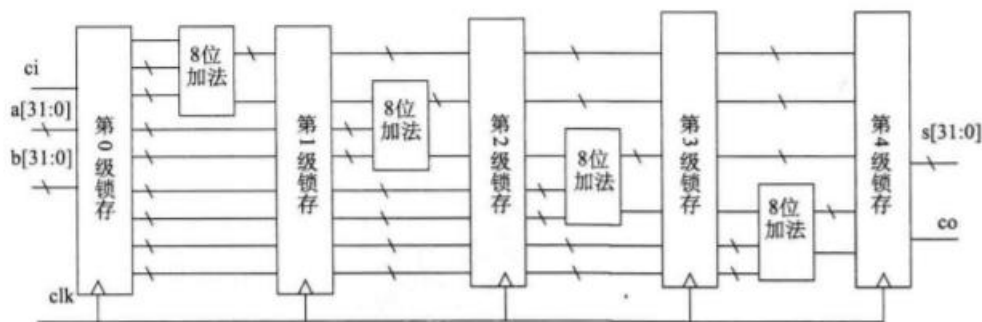 ci
a[31:0]
b[31:0]
clk
第0级锁存
8位
加法
第1级锁存
8位
加法
第2级锁存
8位
加法
第3级锁存
8位
加法
第4级锁存
s[31:0]
co